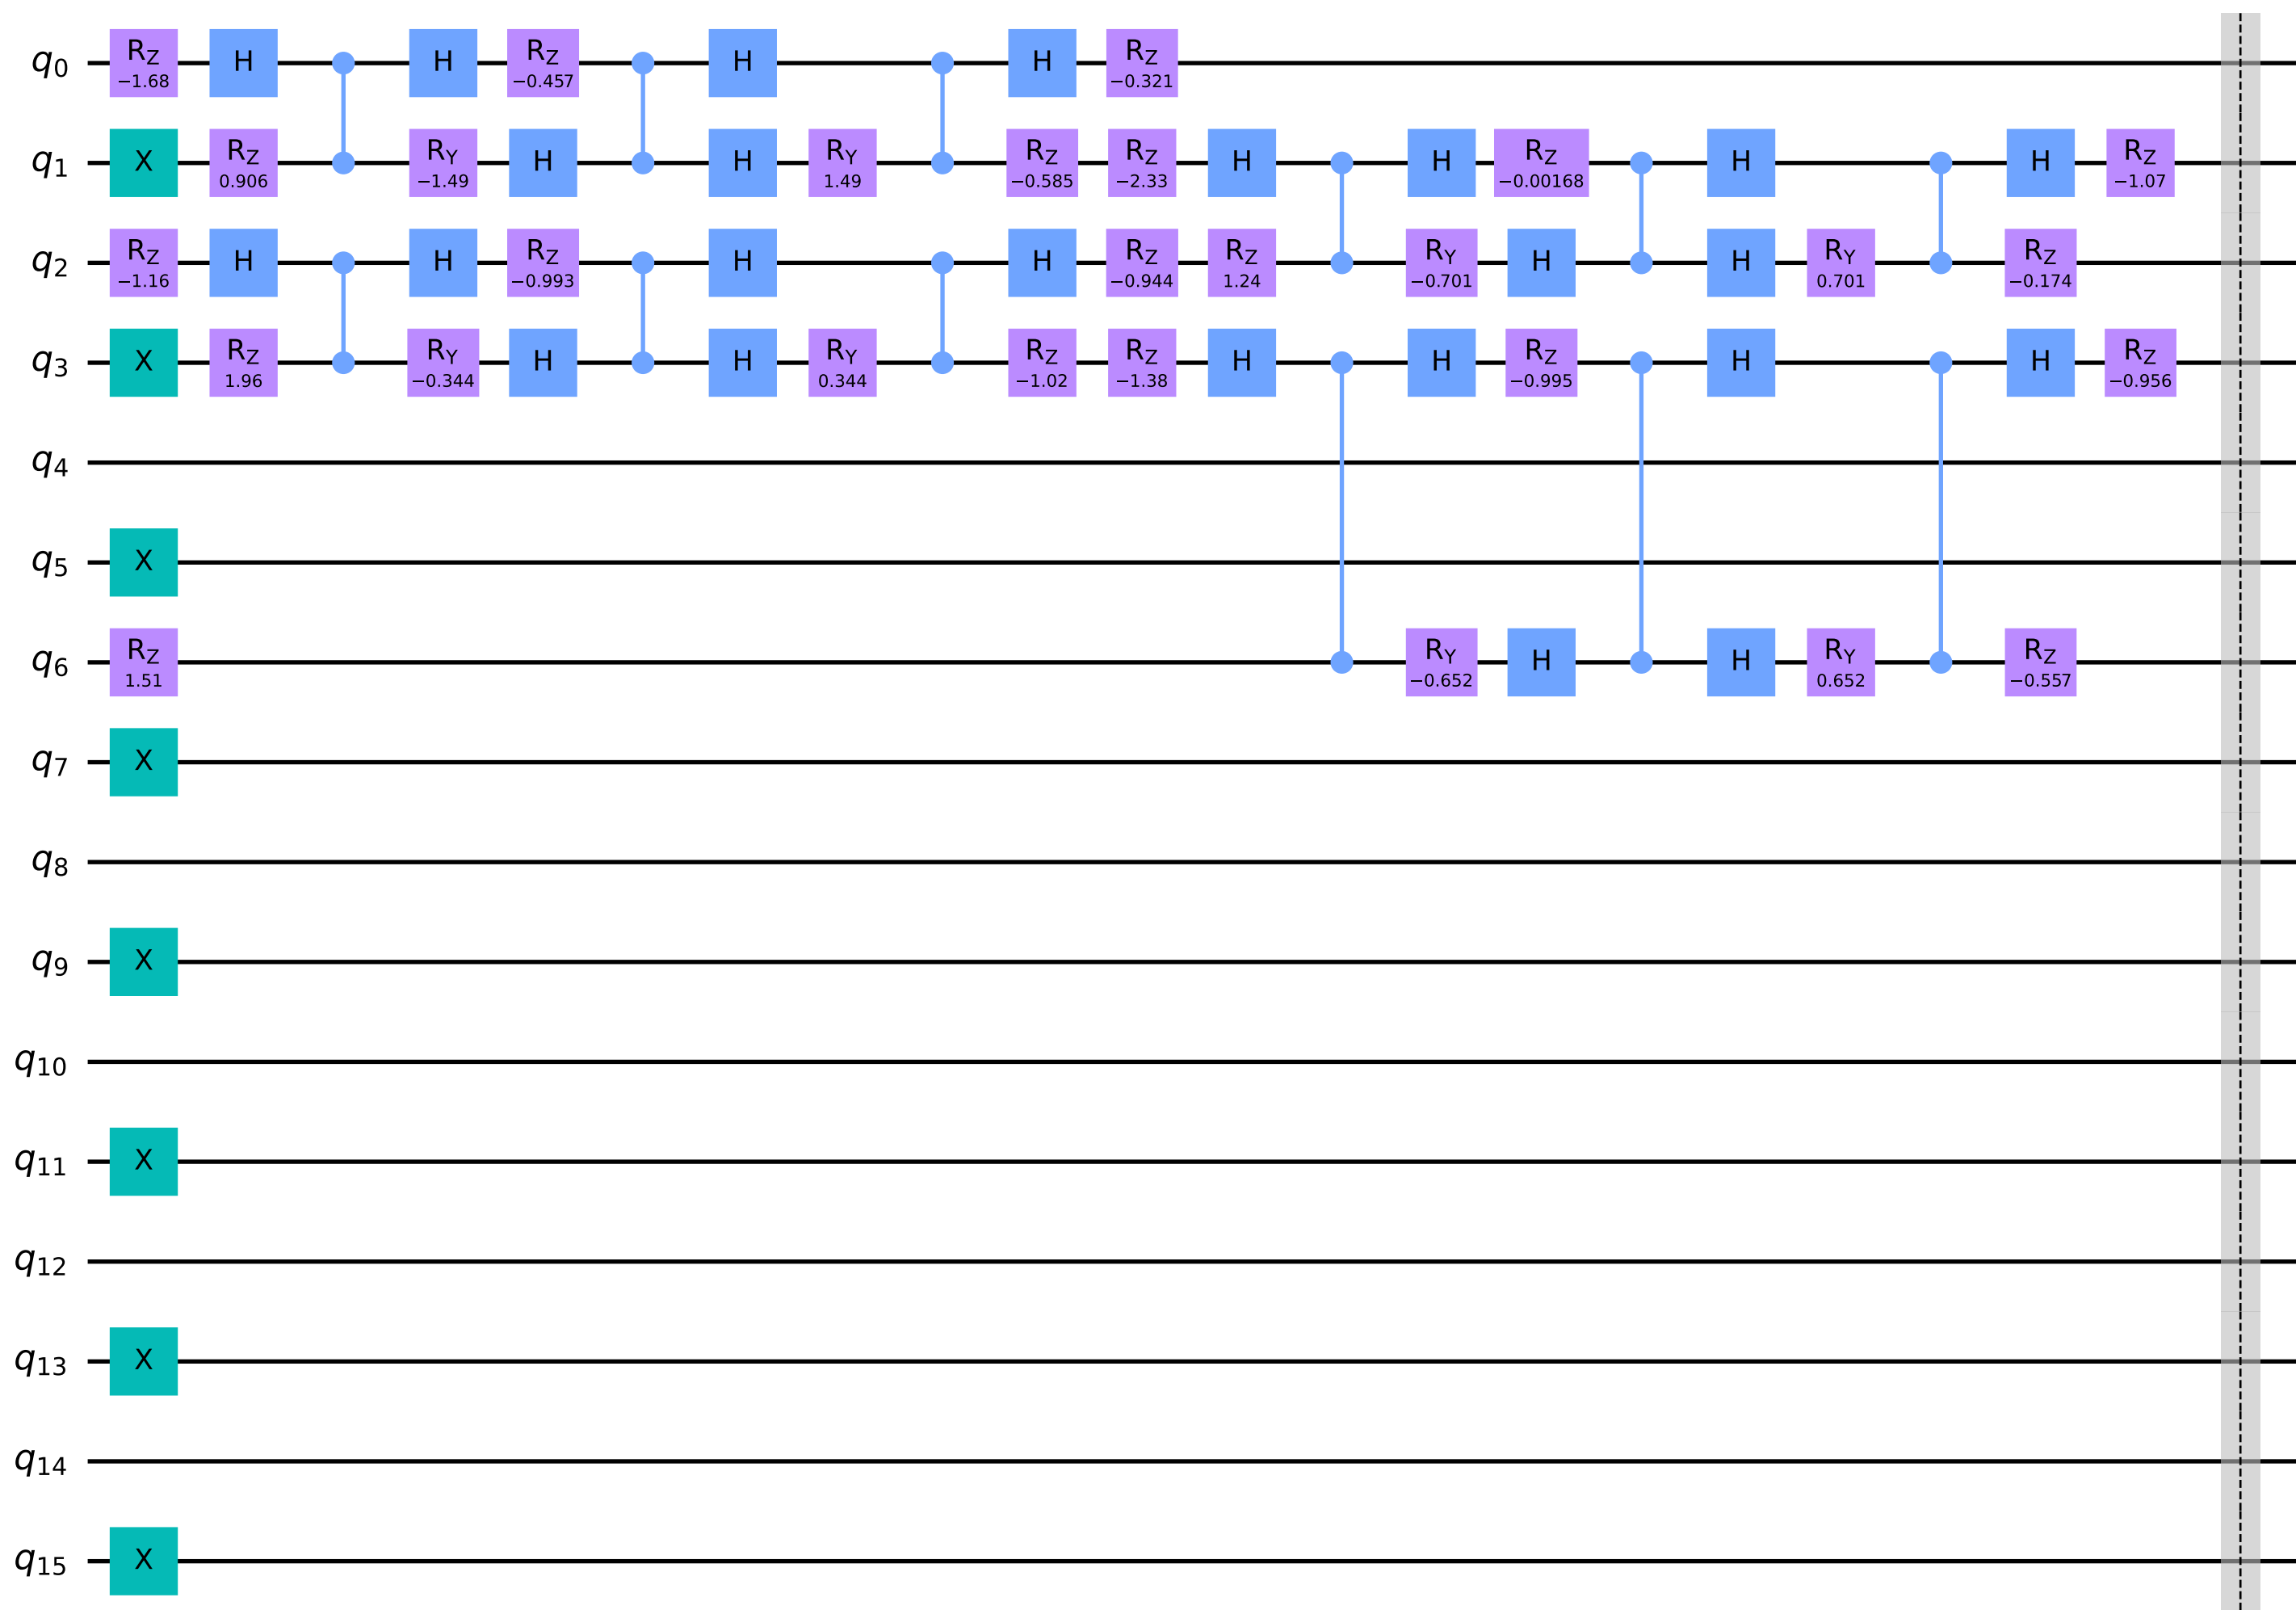 q0 RZ −1.68 H H RZ −0.457 H H RZ −0.321
q1 X RZ 0.906 RY −1.49 H H RY 1.49 RZ −0.585 RZ −2.33 H H RZ −0.00168 H H RZ −1.07
q2 RZ −1.16 H H RZ −0.993 H H RZ −0.944 RZ 1.24 RY −0.701 H H RY 0.701 RZ −0.174
q3 X RZ 1.96 RY −0.344 H H RY 0.344 RZ −1.02 RZ −1.38 H H RZ −0.995 H H RZ −0.956
q4
q5 X
q6 RZ 1.51 RY −0.652 H H RY 0.652 RZ −0.557
q7 X
q8
q9 X
q10
q11 X
q12
q13 X
q14
q15 X